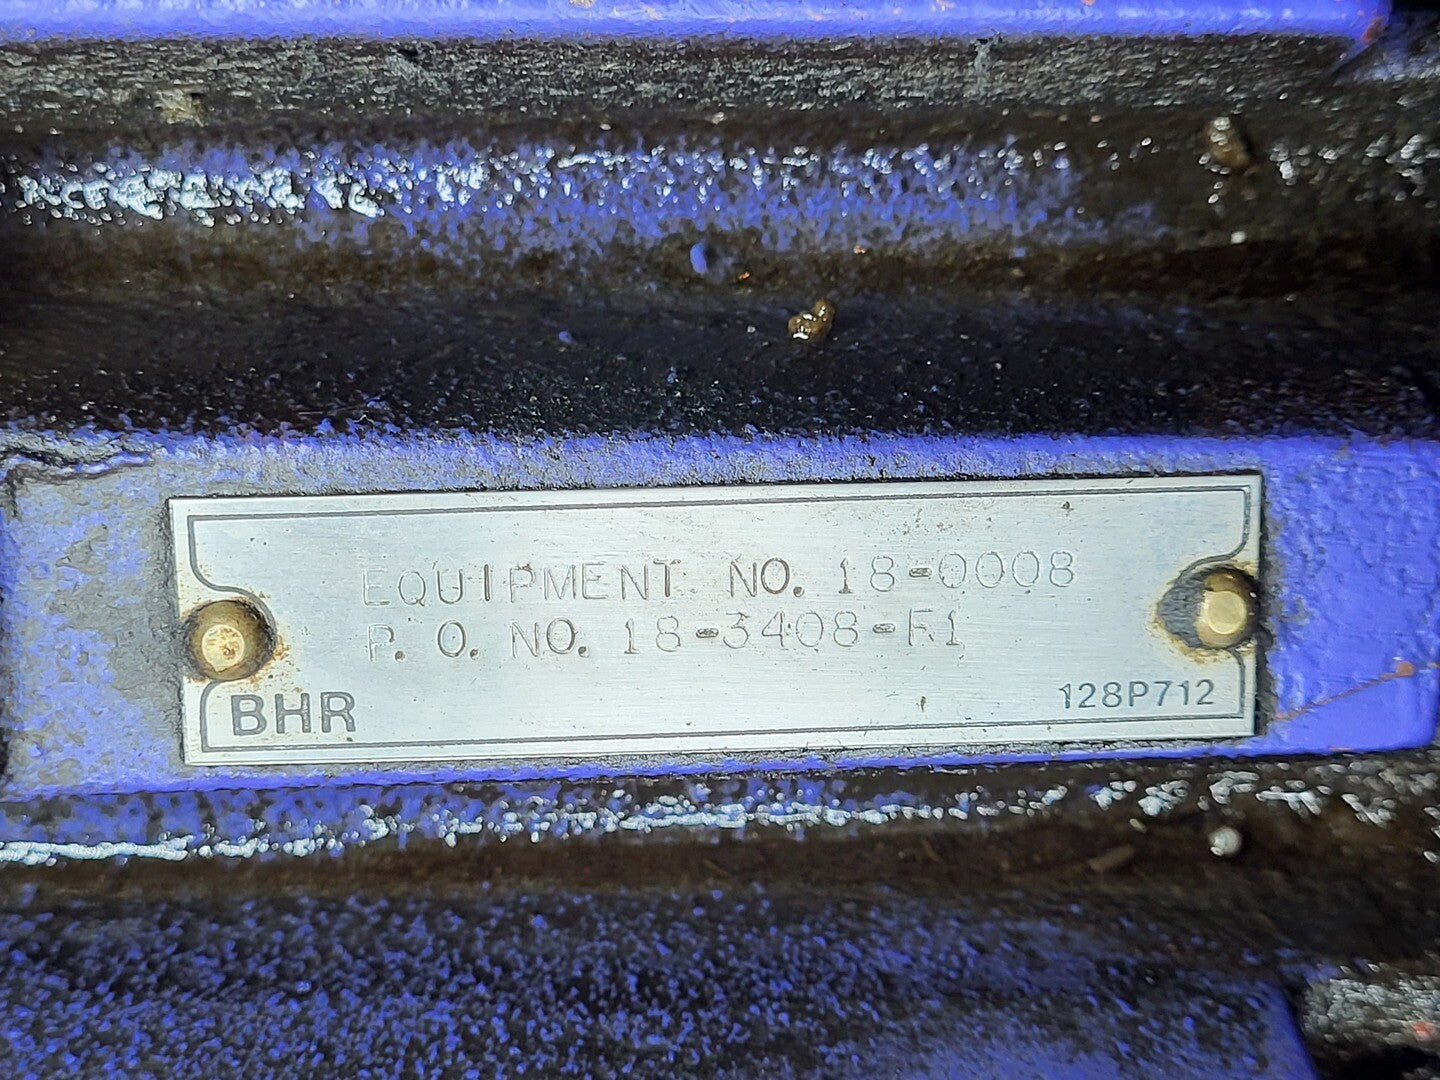 EQUIPMENT NO. 18-0008
P. O. NO. 18-3408-F1
BHR
128P712